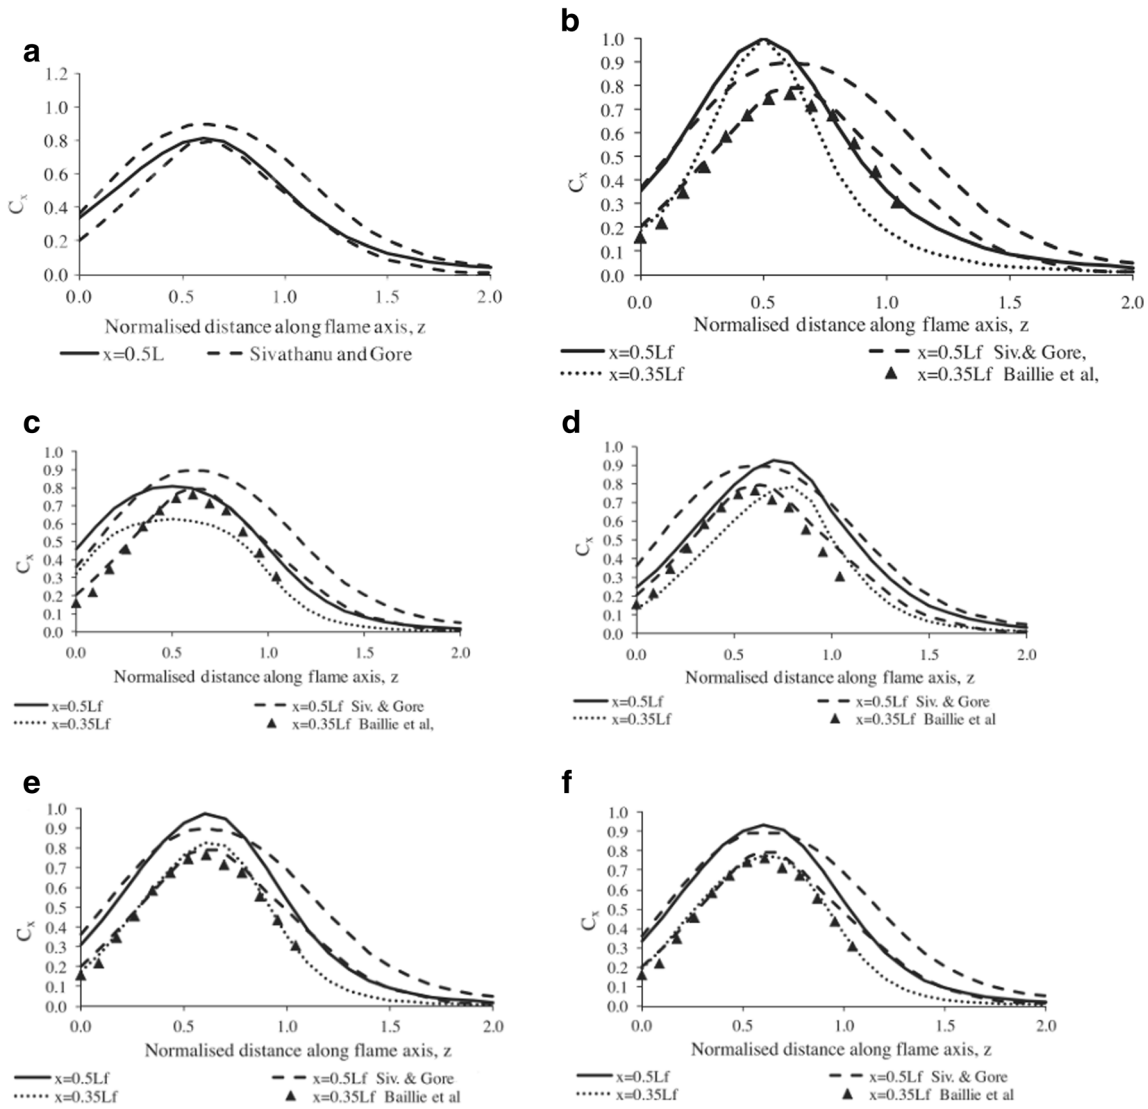 a
1.2
1.0
0.8
0.6
0.4
0.2
0.0
Cx
0.0 0.5 1.0 1.5 2.0
Normalised distance along flame axis, z
x=0.5L Sivathanu and Gore
b
1.0
0.9
0.8
0.7
0.6
0.5
0.4
0.3
0.2
0.1
0.0
Cx
0.0 0.5 1.0 1.5 2.0
Normalised distance along flame axis, z
x=0.5Lf x=0.5Lf Siv.& Gore,
x=0.35Lf x=0.35Lf Baillie et al,
c
1.0
0.9
0.8
0.7
0.6
0.5
0.4
0.3
0.2
0.1
0.0
Cx
0.0 0.5 1.0 1.5 2.0
Normalised distance along flame axis, z
x=0.5Lf x=0.5Lf Siv. & Gore
x=0.35Lf x=0.35Lf Baillie et al,
d
1.0
0.9
0.8
0.7
0.6
0.5
0.4
0.3
0.2
0.1
0.0
Cx
0.0 0.5 1.0 1.5 2.0
Normalised distance along flame axis, z
x=0.5Lf x=0.5Lf Siv. & Gore
x=0.35Lf x=0.35Lf Baillie et al
e
1.0
0.9
0.8
0.7
0.6
0.5
0.4
0.3
0.2
0.1
0.0
Cx
0.0 0.5 1.0 1.5 2.0
Normalised distance along flame axis, z
x=0.5Lf x=0.5Lf Siv. & Gore
x=0.35Lf x=0.35Lf Baillie et al
f
1.0
0.9
0.8
0.7
0.6
0.5
0.4
0.3
0.2
0.1
0.0
Cx
0.0 0.5 1.0 1.5 2.0
Normalised distance along flame axis, z
x=0.5Lf x=0.5Lf Siv. & Gore
x=0.35Lf x=0.35Lf Baillie et al